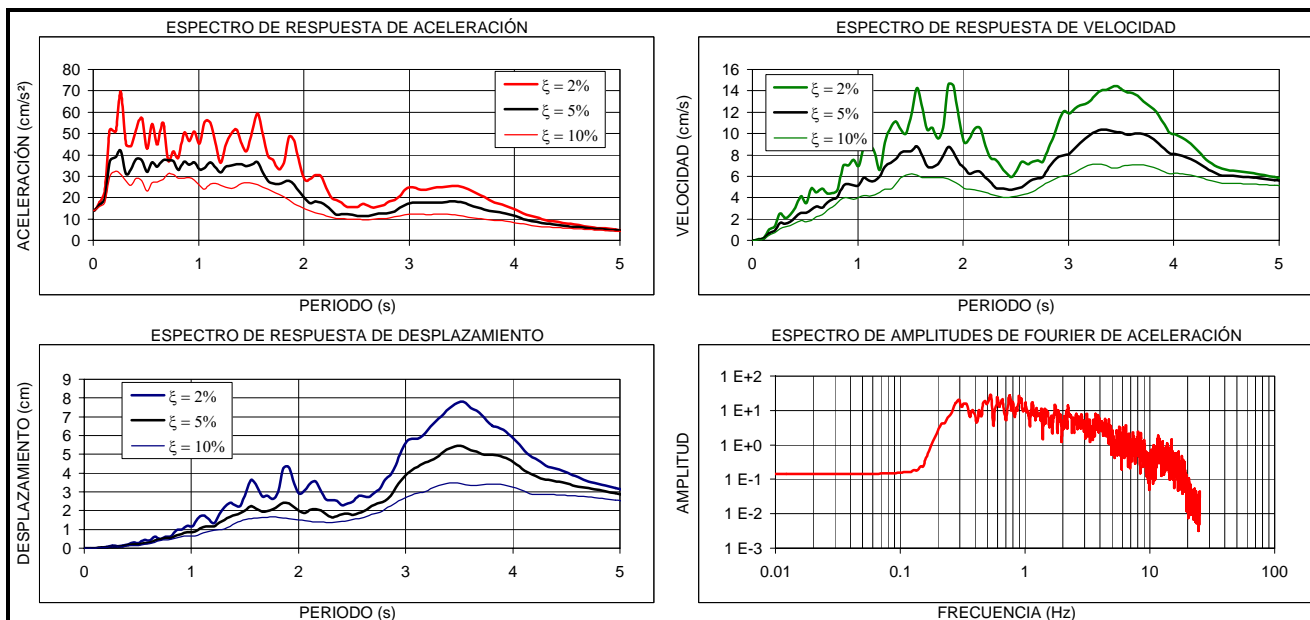 ESPECTRO DE RESPUESTA DE ACELERACIÓN
ACELERACIÓN (cm/s²)
80
70
60
50
40
30
20
10
0
ξ = 2%
ξ = 5%
ξ = 10%
0 1 2 3 4 5
PERIODO (s)
ESPECTRO DE RESPUESTA DE VELOCIDAD
VELOCIDAD (cm/s)
16
14
12
10
8
6
4
2
0
ξ = 2%
ξ = 5%
ξ = 10%
0 1 2 3 4 5
PERIODO (s)
ESPECTRO DE RESPUESTA DE DESPLAZAMIENTO
DESPLAZAMIENTO (cm)
9
8
7
6
5
4
3
2
1
0
ξ = 2%
ξ = 5%
ξ = 10%
0 1 2 3 4 5
PERIODO (s)
ESPECTRO DE AMPLITUDES DE FOURIER DE ACELERACIÓN
AMPLITUD
1 E+2
1 E+1
1 E+0
1 E-1
1 E-2
1 E-3
0.01 0.1 1 10 100
FRECUENCIA (Hz)